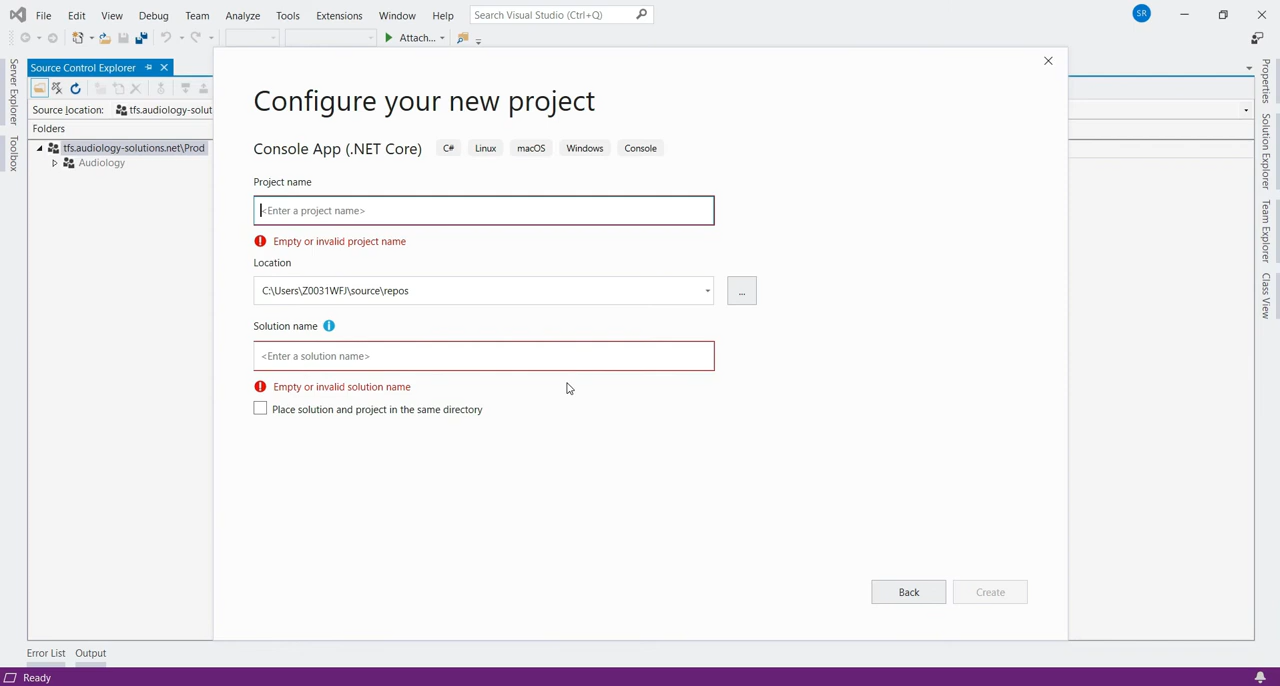 File Edit View Debug Team Analyze Tools Extensions Window Help Search Visual Studio (Ctrl+Q) SR
Attach...
Source Control Explorer
Source location: tfs.audiology-solut
Folders
tfs.audiology-solutions.net\Prod
Audiology
Server Explorer
Toolbox
Configure your new project
Console App (.NET Core) C# Linux macOS Windows Console
Project name
<Enter a project name>
Empty or invalid project name
Location
C:\Users\Z0031WFJ\source\repos
...
Solution name
<Enter a solution name>
Empty or invalid solution name
Place solution and project in the same directory
Back Create
Properties
Solution Explorer
Team Explorer
Class View
Error List Output
Ready